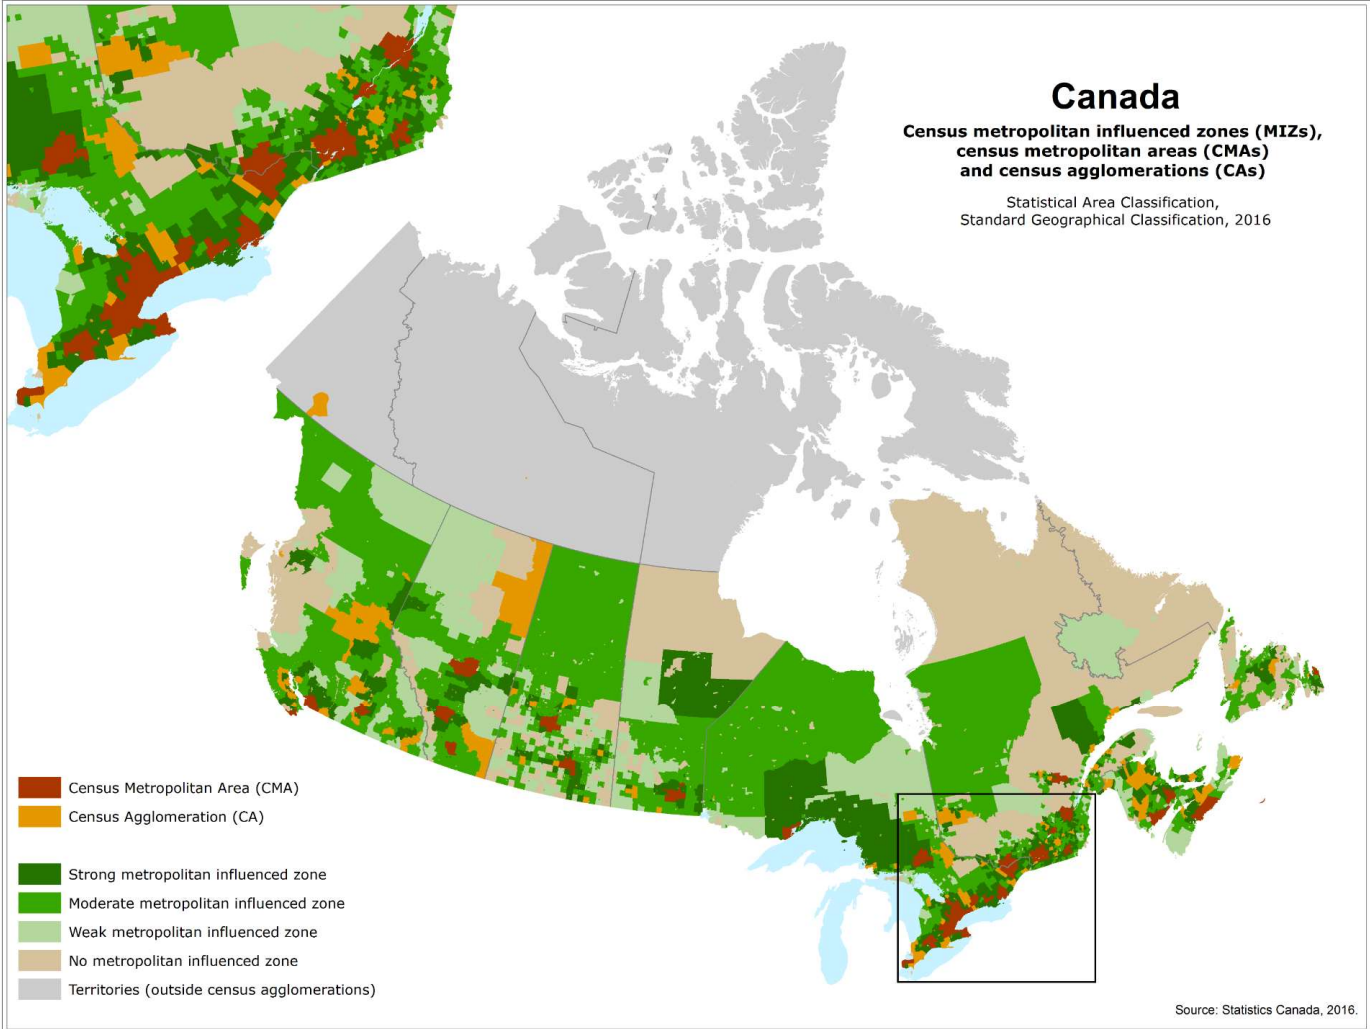 Canada
Census metropolitan influenced zones (MIZs),
census metropolitan areas (CMAs)
and census agglomerations (CAs)
Statistical Area Classification,
Standard Geographical Classification, 2016
Census Metropolitan Area (CMA)
Census Agglomeration (CA)
Strong metropolitan influenced zone
Moderate metropolitan influenced zone
Weak metropolitan influenced zone
No metropolitan influenced zone
Territories (outside census agglomerations)
Source: Statistics Canada, 2016.